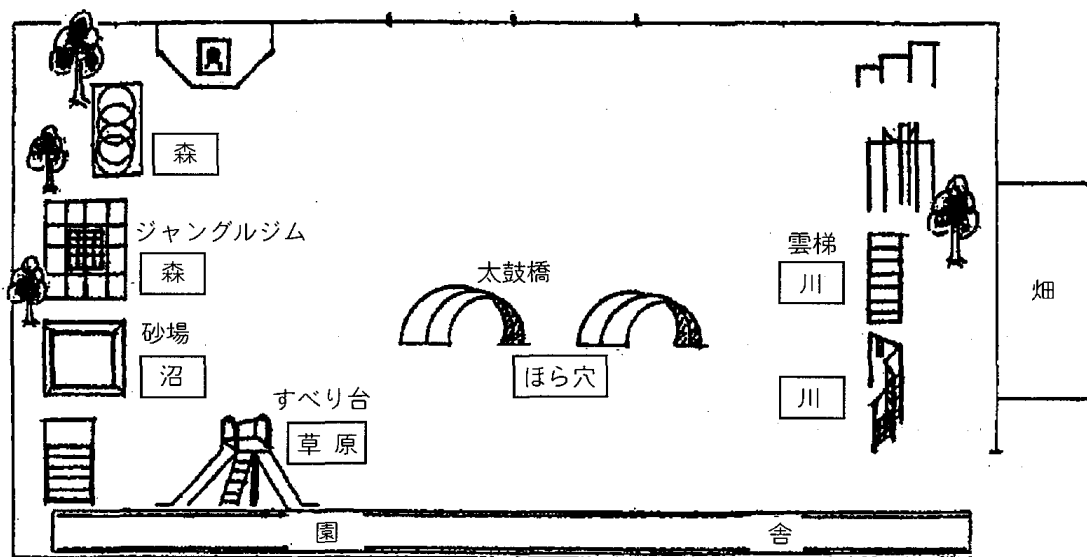 森
ジャングルジム
森
砂場
沼
すべり台
草原
太鼓橋
ほら穴
雲梯
川
川
畑
園舎